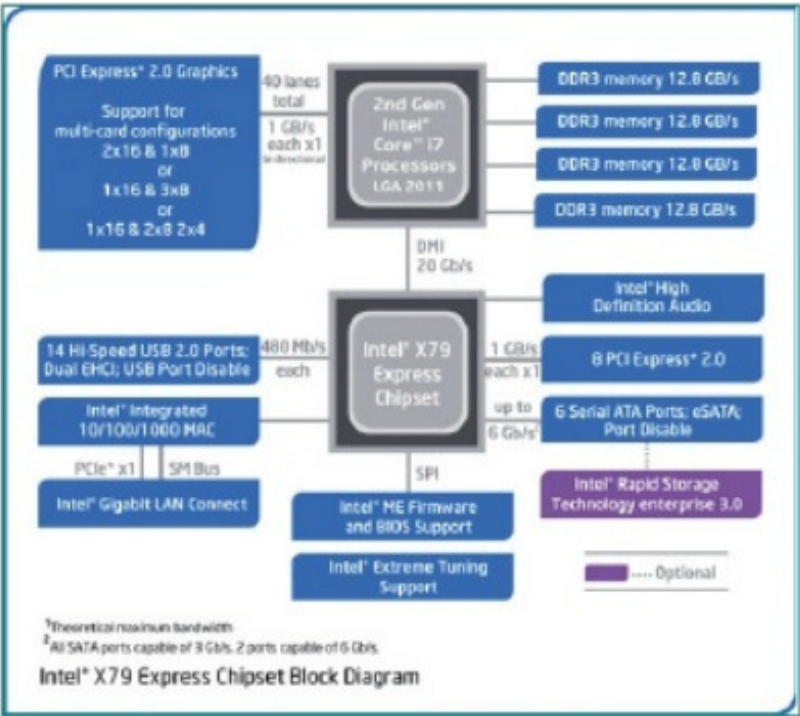 PCI Express* 2.0 Graphics
Support for
multi-card configurations
2x16 & 1x8
or
1x16 & 3x8
or
1x16 & 2x8 2x4
40 lanes
total
1 GB/s
each x1
bi-directional
2nd Gen
Intel®
Core™ i7
Processors
LGA 2011
DDR3 memory 12.8 GB/s
DDR3 memory 12.8 GB/s
DDR3 memory 12.8 GB/s
DDR3 memory 12.8 GB/s
DMI
20 Gb/s
Intel® High
Definition Audio
14 Hi-Speed USB 2.0 Ports;
Dual EHCI; USB Port Disable
480 Mb/s
each
Intel® X79
Express
Chipset
1 GB/s
each x1
8 PCI Express* 2.0
Intel® Integrated
10/100/1000 MAC
up to
6 Gb/s²
6 Serial ATA Ports; eSATA;
Port Disable
PCIe* x1
SM Bus
SPI
Intel® Gigabit LAN Connect
Intel® ME Firmware
and BIOS Support
Intel® Rapid Storage
Technology enterprise 3.0
Intel® Extreme Tuning
Support
Optional
¹Theoretical maximum bandwidth
²All SATA ports capable of 3 Gb/s. 2 ports capable of 6 Gb/s.
Intel® X79 Express Chipset Block Diagram